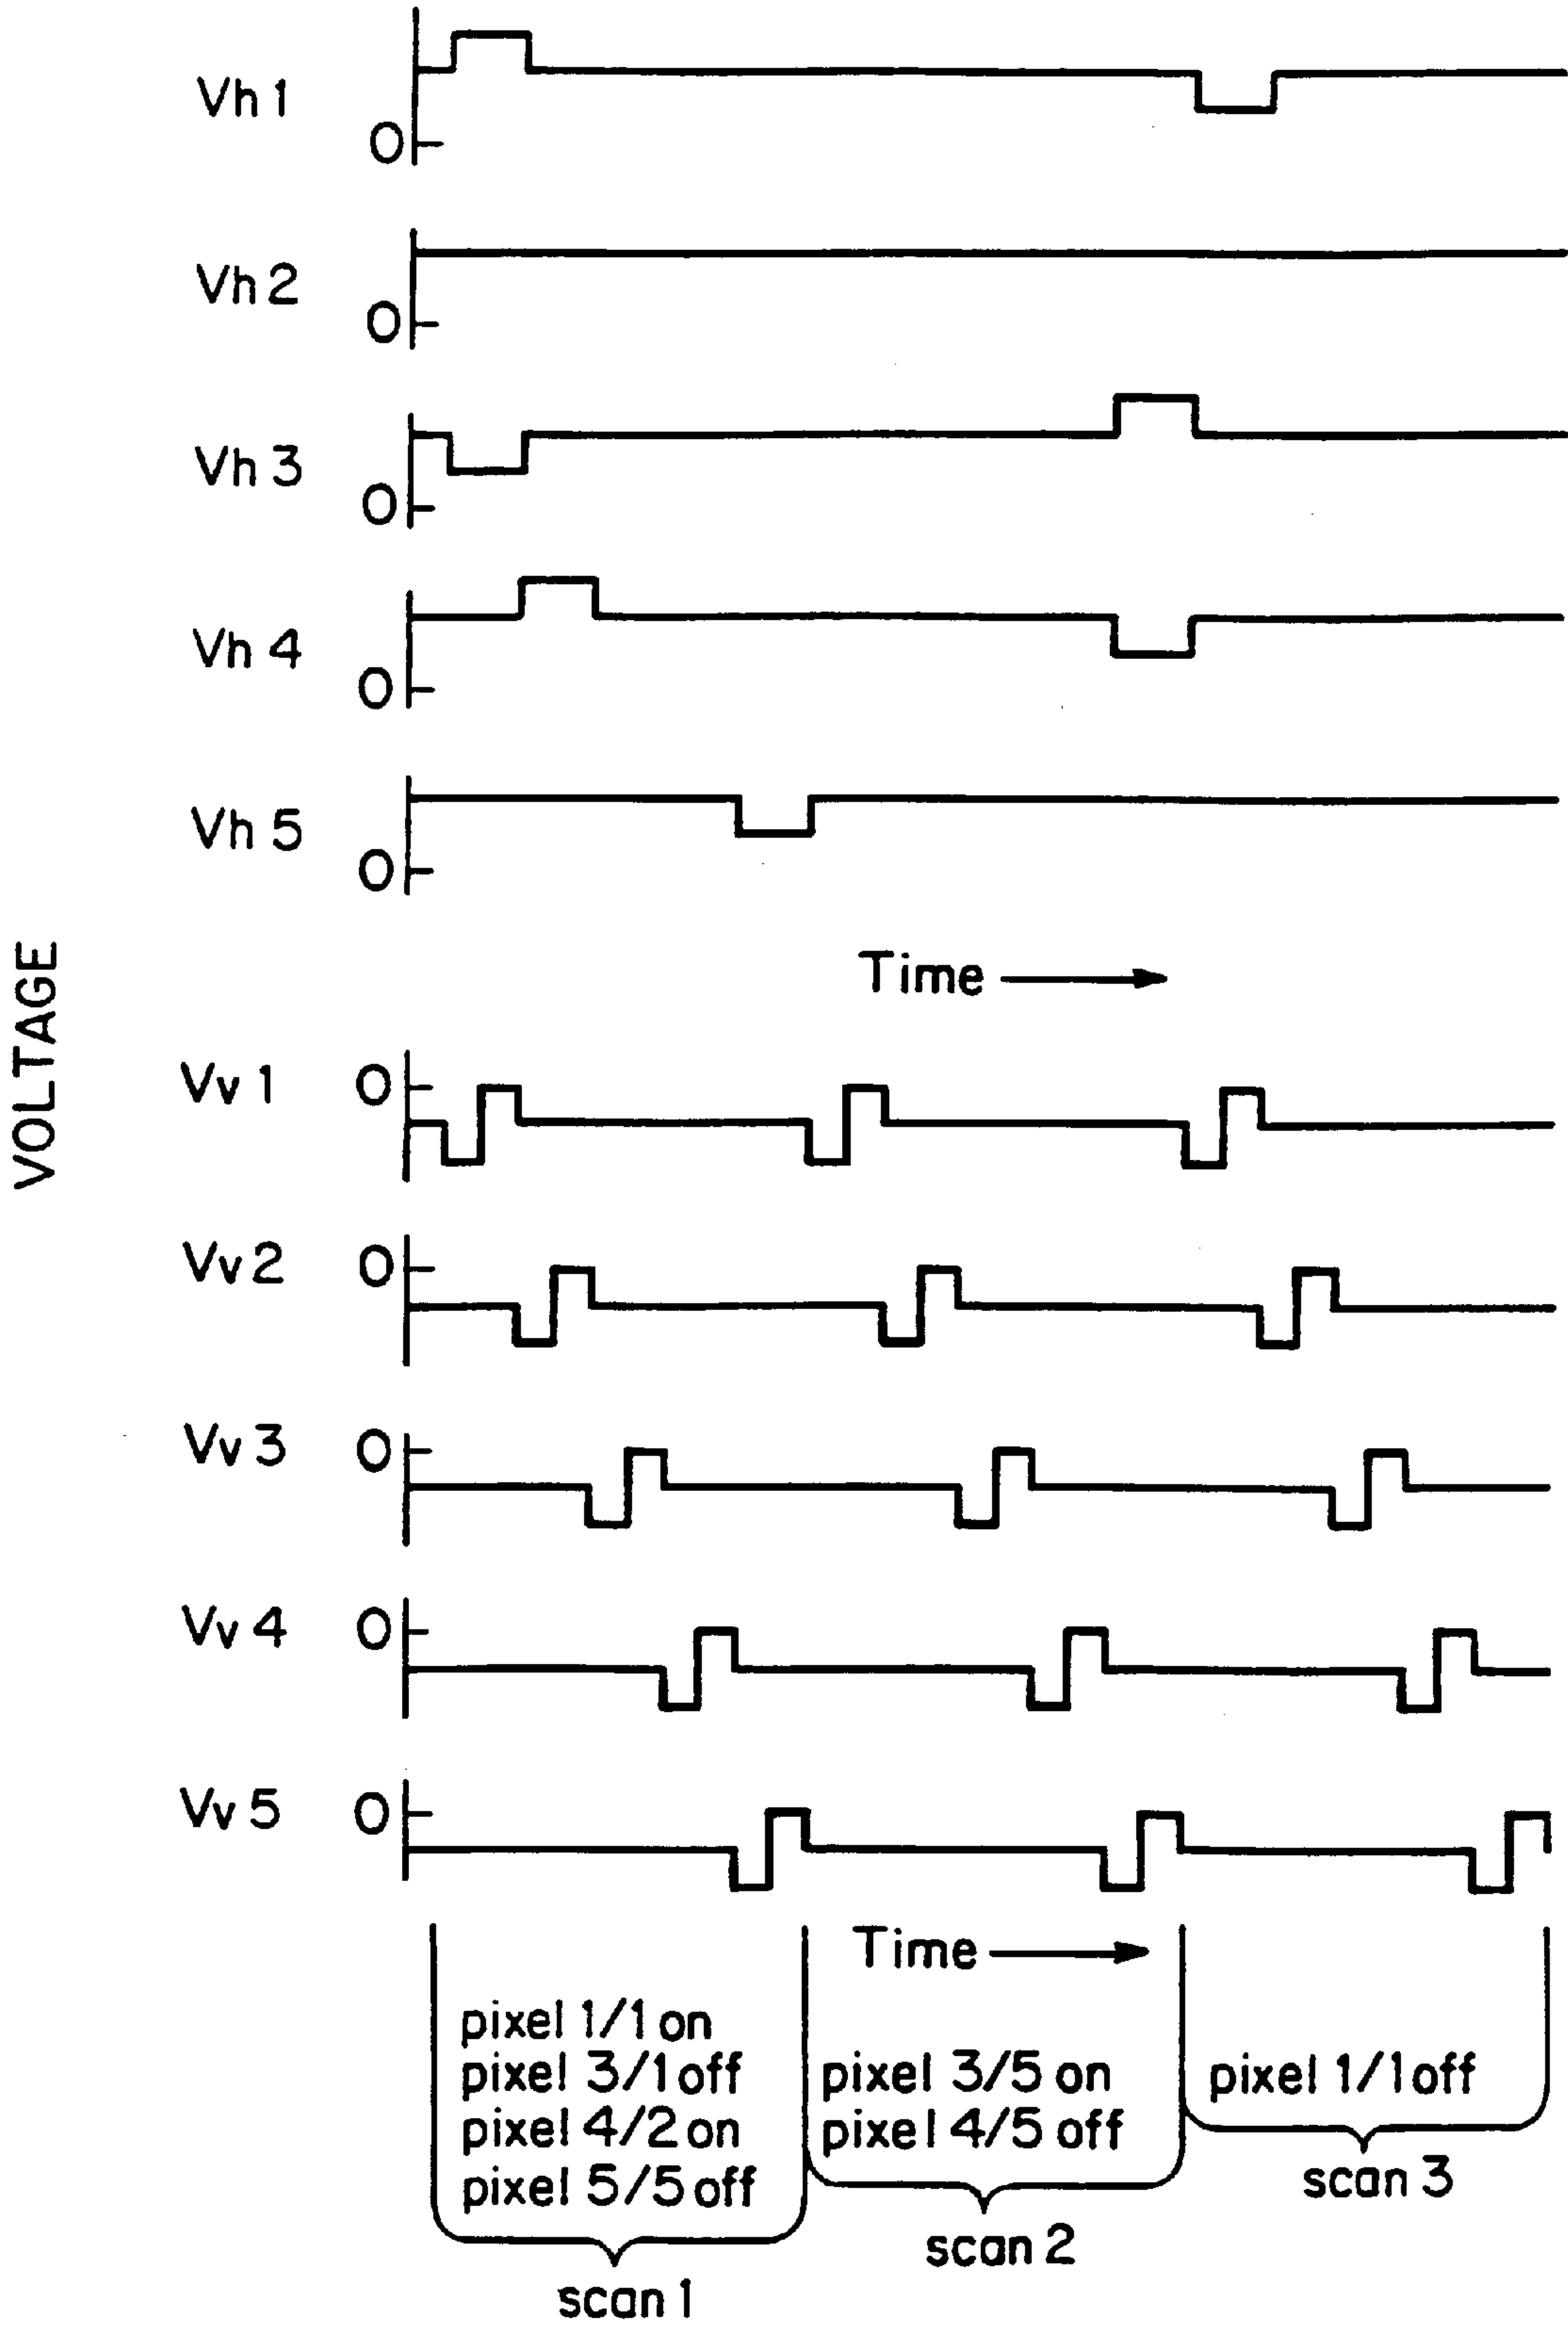 Vh 1
0
Vh 2
0
Vh 3
0
Vh 4
0
Vh 5
0
VOLTAGE
Time
Vv 1
0
Vv 2
0
Vv 3
0
Vv 4
0
Vv 5
0
Time
pixel 1/1 on
pixel 3/1 off
pixel 4/2 on
pixel 5/5 off
scan 1
pixel 3/5 on
pixel 4/5 off
scan 2
pixel 1/1 off
scan 3